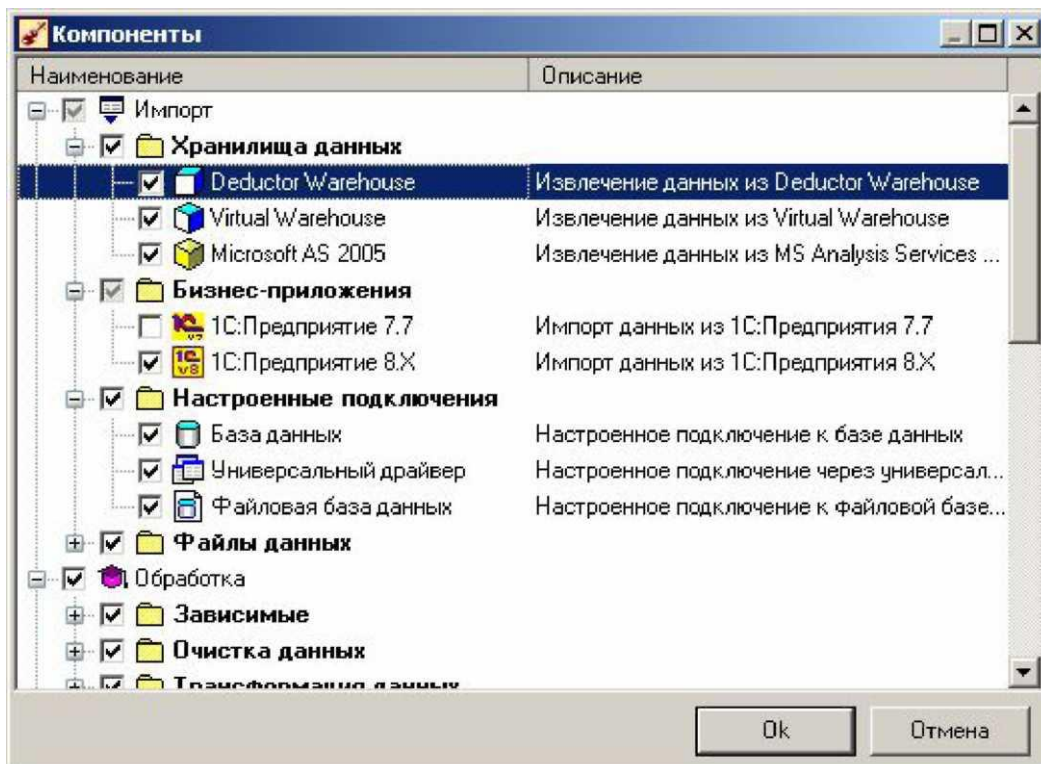 Компоненты
Наименование Описание
Импорт
Хранилища данных
Deductor Warehouse Извлечение данных из Deductor Warehouse
Virtual Warehouse Извлечение данных из Virtual Warehouse
Microsoft AS 2005 Извлечение данных из MS Analysis Services ...
Бизнес-приложения
1С:Предприятие 7.7 Импорт данных из 1С:Предприятия 7.7
1С:Предприятие 8.X Импорт данных из 1С:Предприятия 8.X
Настроенные подключения
База данных Настроенное подключение к базе данных
Универсальный драйвер Настроенное подключение через универсал...
Файловая база данных Настроенное подключение к файловой базе...
Файлы данных
Обработка
Зависимые
Очистка данных
Трансформация данных
Ok Отмена